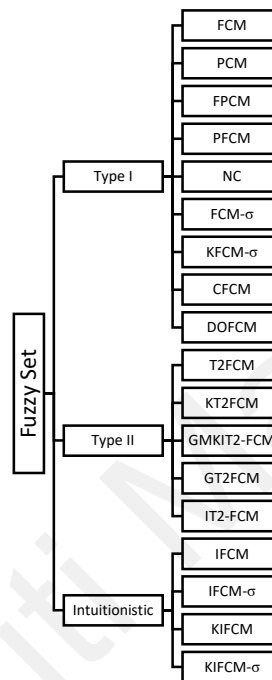 FCM
PCM
FPCM
PFCM
Type I
NC
FCM-σ
KFCM-σ
CFCM
DOFCM
Fuzzy Set
T2FCM
KT2FCM
Type II
GMKIT2-FCM
GT2FCM
IT2-FCM
IFCM
IFCM-σ
Intuitionistic
KIFCM
KIFCM-σ